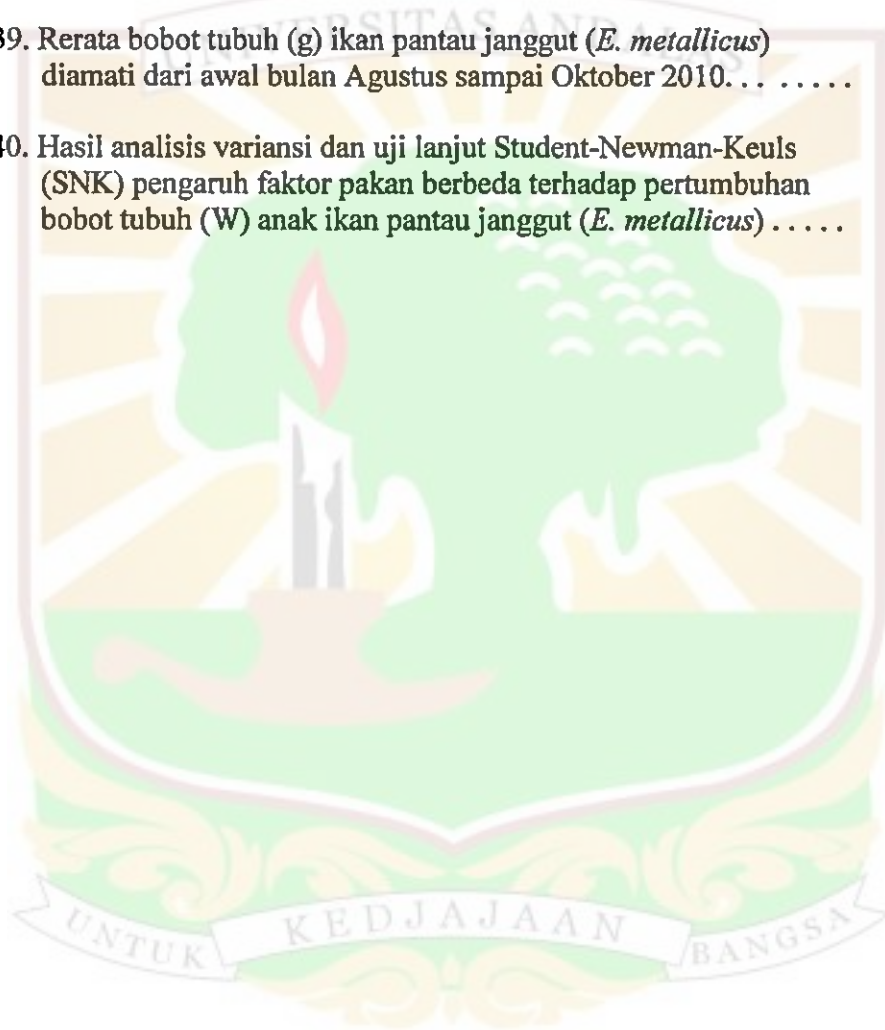 UNIVERSITAS ANDALAS
39. Rerata bobot tubuh (g) ikan pantau janggut (E. metallicus)
diamati dari awal bulan Agustus sampai Oktober 2010. . . . . . . . .
40. Hasil analisis variansi dan uji lanjut Student-Newman-Keuls
(SNK) pengaruh faktor pakan berbeda terhadap pertumbuhan
bobot tubuh (W) anak ikan pantau janggut (E. metallicus) . . . . .
UNTUK KEDJAJAAN BANGSA